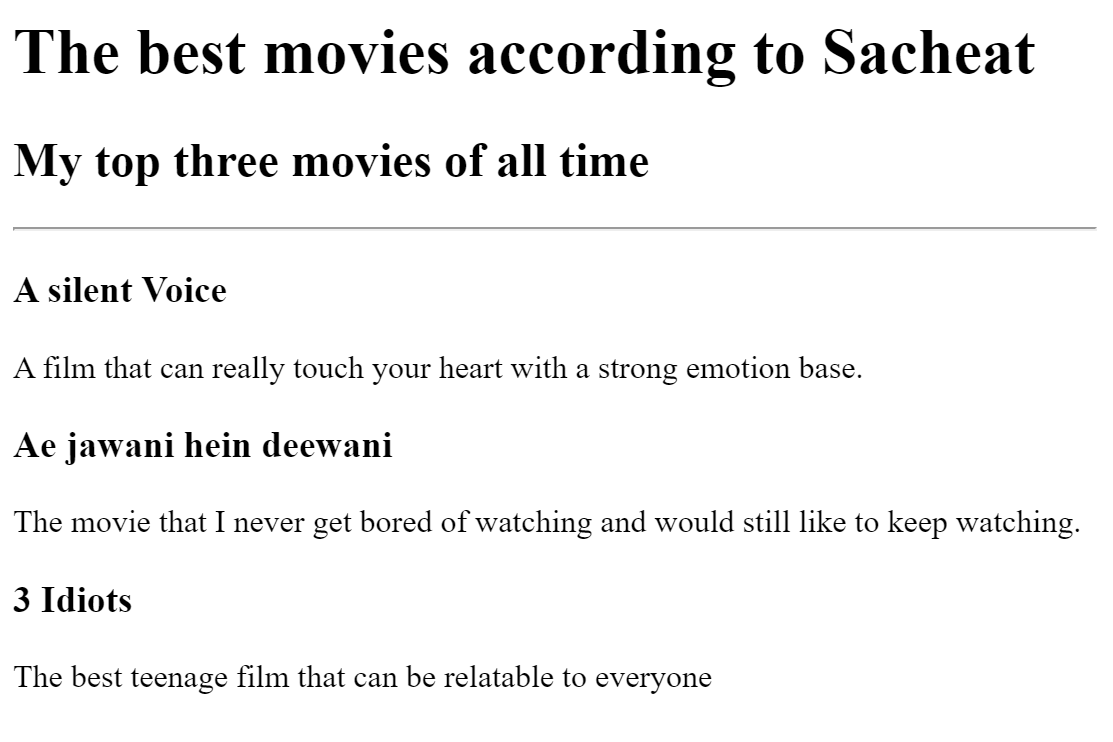 The best movies according to Sacheat
My top three movies of all time
A silent Voice
A film that can really touch your heart with a strong emotion base.
Ae jawani hein deewani
The movie that I never get bored of watching and would still like to keep watching.
3 Idiots
The best teenage film that can be relatable to everyone